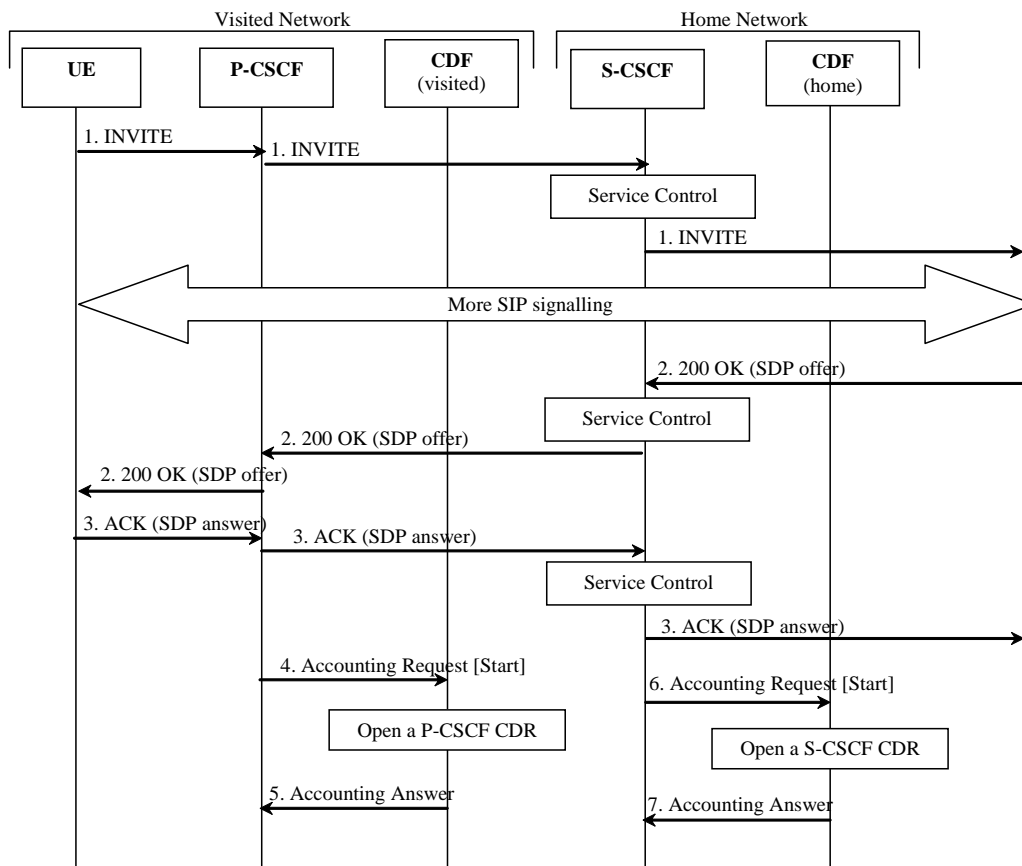 Visited Network
Home Network
UE
P-CSCF
CDF
(visited)
S-CSCF
CDF
(home)
1. INVITE
1. INVITE
Service Control
1. INVITE
More SIP signalling
2. 200 OK (SDP offer)
Service Control
2. 200 OK (SDP offer)
2. 200 OK (SDP offer)
3. ACK (SDP answer)
3. ACK (SDP answer)
Service Control
3. ACK (SDP answer)
4. Accounting Request [Start]
6. Accounting Request [Start]
Open a P-CSCF CDR
Open a S-CSCF CDR
5. Accounting Answer
7. Accounting Answer